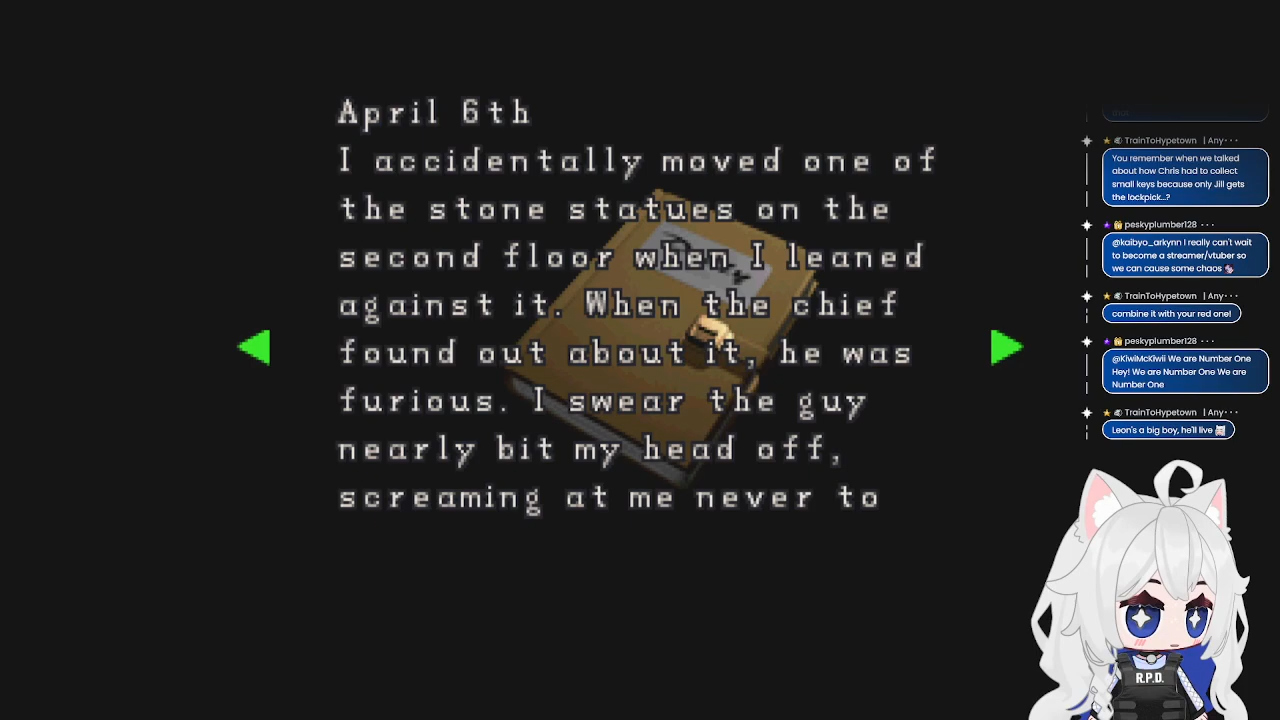 April 6th
I accidentally moved one of
the stone statues on the
second floor when I leaned
against it. When the chief
found out about it, he was
furious. I swear the guy
nearly bit my head off,
screaming at me never to
Diary
that
TrainToHypetown | Any···
You remember when we talked
about how Chris had to collect
small keys because only Jill gets
the lockpick..?
peskyplumber128 ···
@kaibyo_arkynn I really can't wait
to become a streamer/vtuber so
we can cause some chaos
TrainToHypetown | Any···
combine it with your red one!
peskyplumber128 ···
@KiwiMcKiwii We are Number One
Hey! We are Number One We are
Number One
TrainToHypetown | Any···
Leon's a big boy, he'll live
R.P.D.